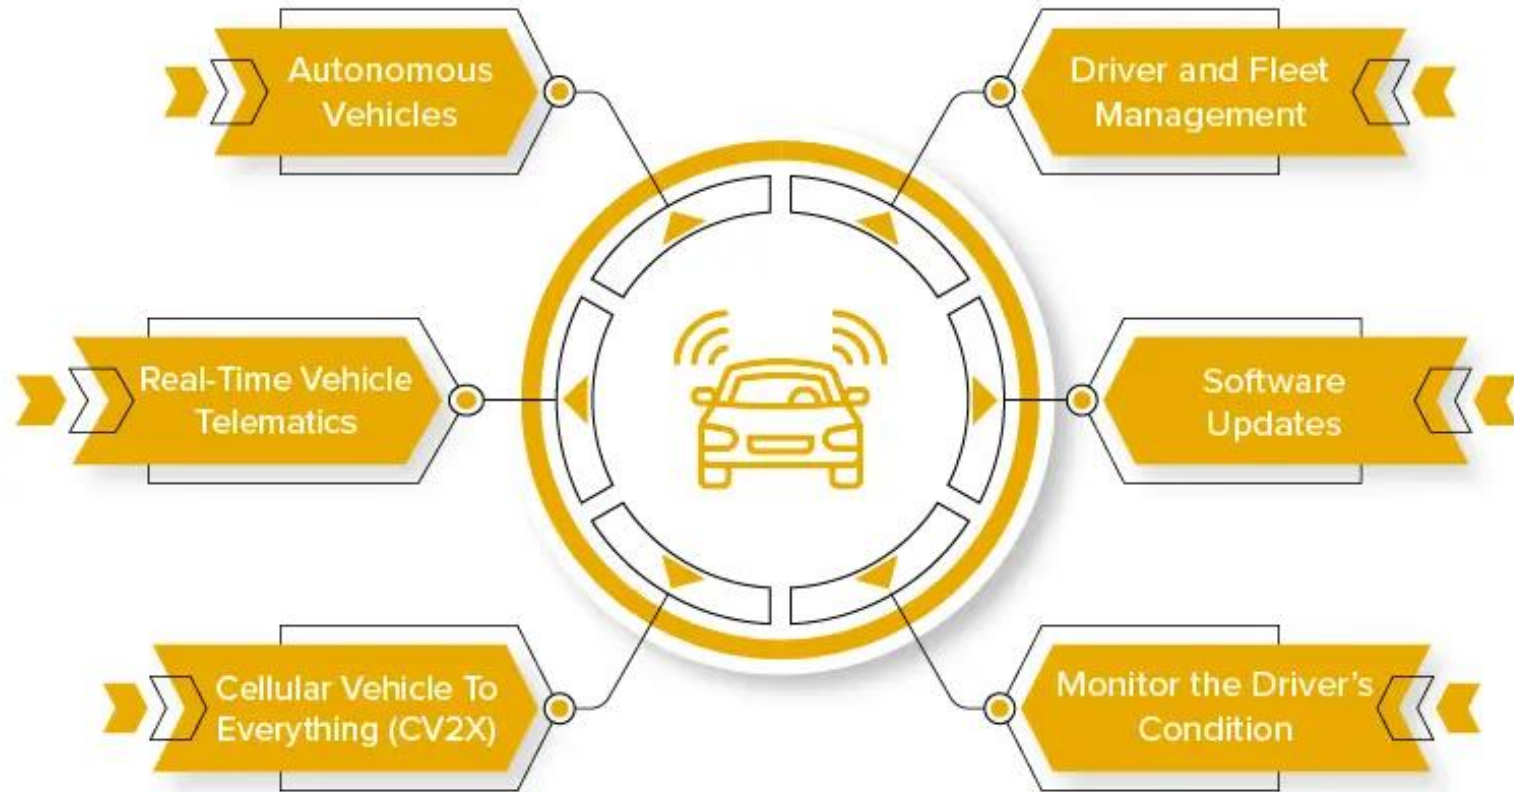 Autonomous
Vehicles
Driver and Fleet
Management
Real-Time Vehicle
Telematics
Software
Updates
Cellular Vehicle To
Everything (CV2X)
Monitor the Driver's
Condition